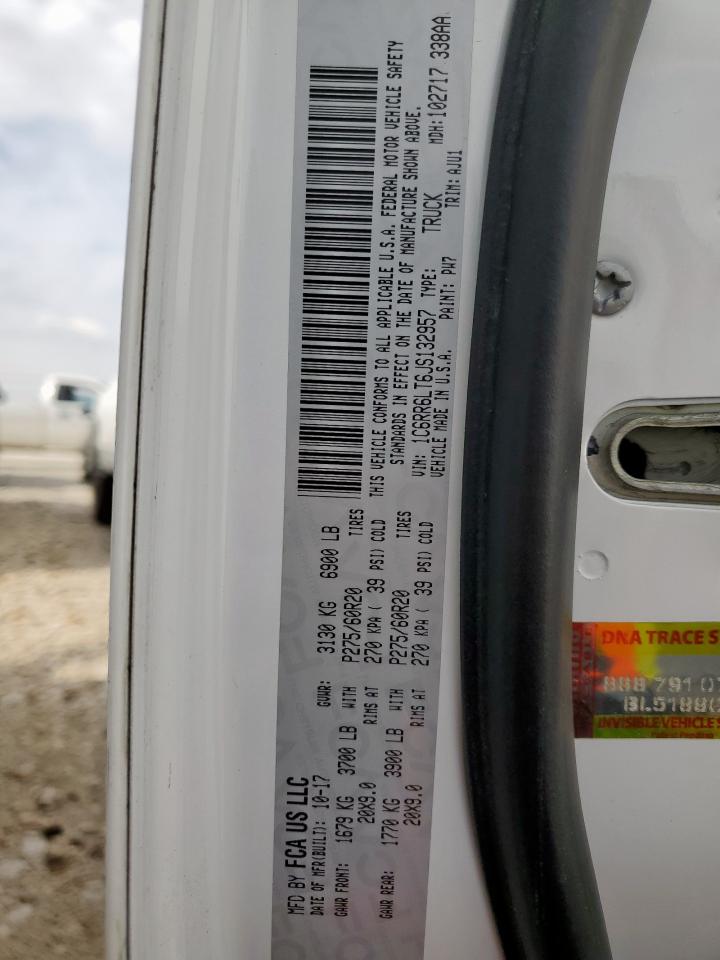 MFD BY FCA US LLC
DATE OF MFR(BUILT): 10-17 GVWR: 3130 KG 6900 LB
GAWR FRONT: 1679 KG 3700 LB WITH P275/60R20 TIRES
20X9.0 RIMS AT 270 KPA ( 39 PSI) COLD
GAWR REAR: 1770 KG 3900 LB WITH P275/60R20 TIRES
20X9.0 RIMS AT 270 KPA ( 39 PSI) COLD
THIS VEHICLE CONFORMS TO ALL APPLICABLE U.S.A. FEDERAL MOTOR VEHICLE SAFETY
STANDARDS IN EFFECT ON THE DATE OF MANUFACTURE SHOWN ABOVE.
VIN: 1C6RR6LT6JS132957 TYPE: TRUCK MDH:102717 338AA
VEHICLE MADE IN U.S.A. PAINT: PW7 TRIM: AJU1
DNA TRACE
888 791
BL5188
INVISIBLE VEHICLE
Patent Pending